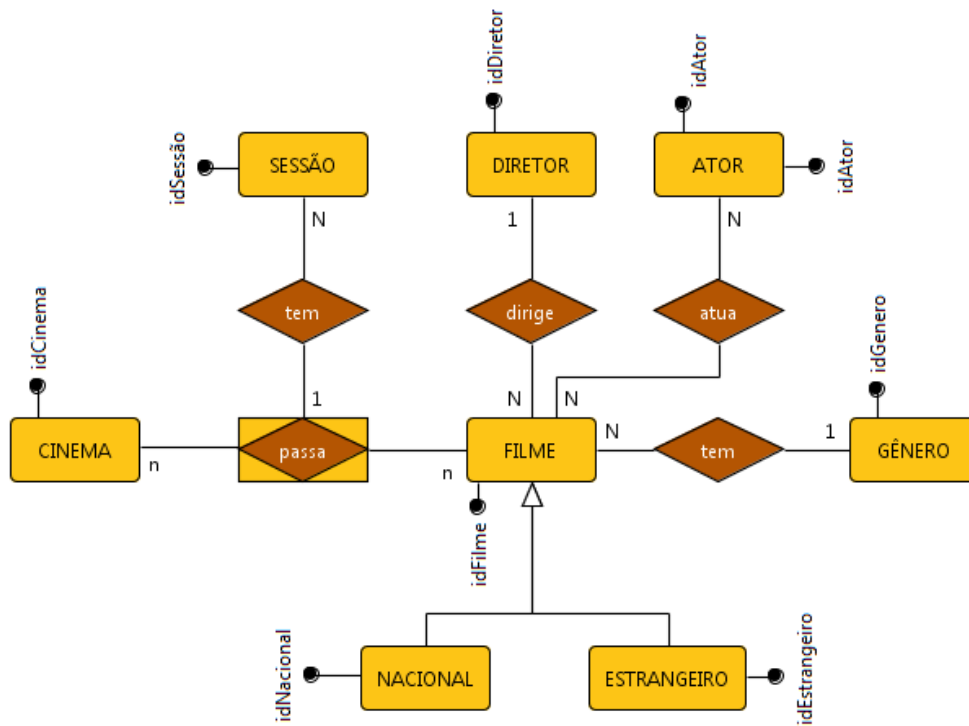 idDiretor
idAtor
idSessão
SESSÃO
DIRETOR
ATOR
idAtor
N
1
N
tem
dirige
atua
idCinema
idGenero
1
N
N
CINEMA
n
passa
n
FILME
N
tem
1
GÊNERO
idFilme
idNacional
NACIONAL
ESTRANGEIRO
idEstrangeiro